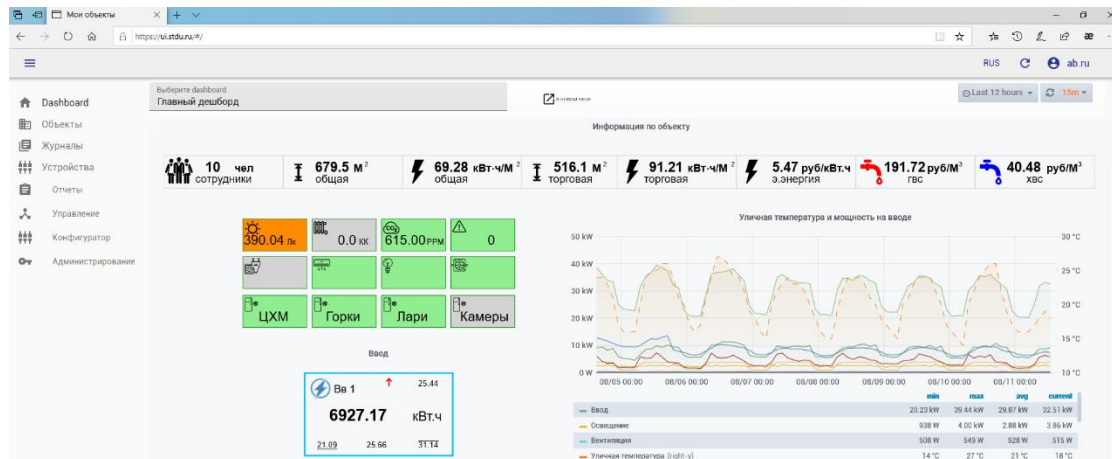 Мои объекты
https://ui.stdu.ru/#/
RUS
ab.ru
Dashboard
Объекты
Журналы
Устройства
Отчеты
Управление
Конфигуратор
Администрирование
Выберите dashboard
Главный дешборд
Last 12 hours
15m
Информация по объекту
10 чел
сотрудники
679.5 м²
общая
69.28 кВт·ч/м²
общая
516.1 м²
торговая
91.21 кВт·ч/м²
торговая
5.47 руб/кВт.ч
э.энергия
191.72 руб/м³
гвс
40.48 руб/м³
хвс
390.04 Лк
0.0 кк
CO₂
615.00 PPM
0
ЦХМ
Горки
Лари
Камеры
Ввод
Вв 1
25.44
6927.17 кВт.ч
21.09 25.66 31.14
Уличная температура и мощность на вводе
50 kW
40 kW
30 kW
20 kW
10 kW
0 W
30 °C
25 °C
20 °C
15 °C
10 °C
08/05 00:00 08/06 00:00 08/07 00:00 08/08 00:00 08/09 00:00 08/10 00:00 08/11 00:00
min max avg current
Ввод 20.23 kW 39.44 kW 29.87 kW 32.51 kW
Освещение 938 W 4.00 kW 2.88 kW 3.86 kW
Вентиляция 508 W 549 W 528 W 515 W
Уличная температура (right-y) 14 °C 27 °C 21 °C 18 °C